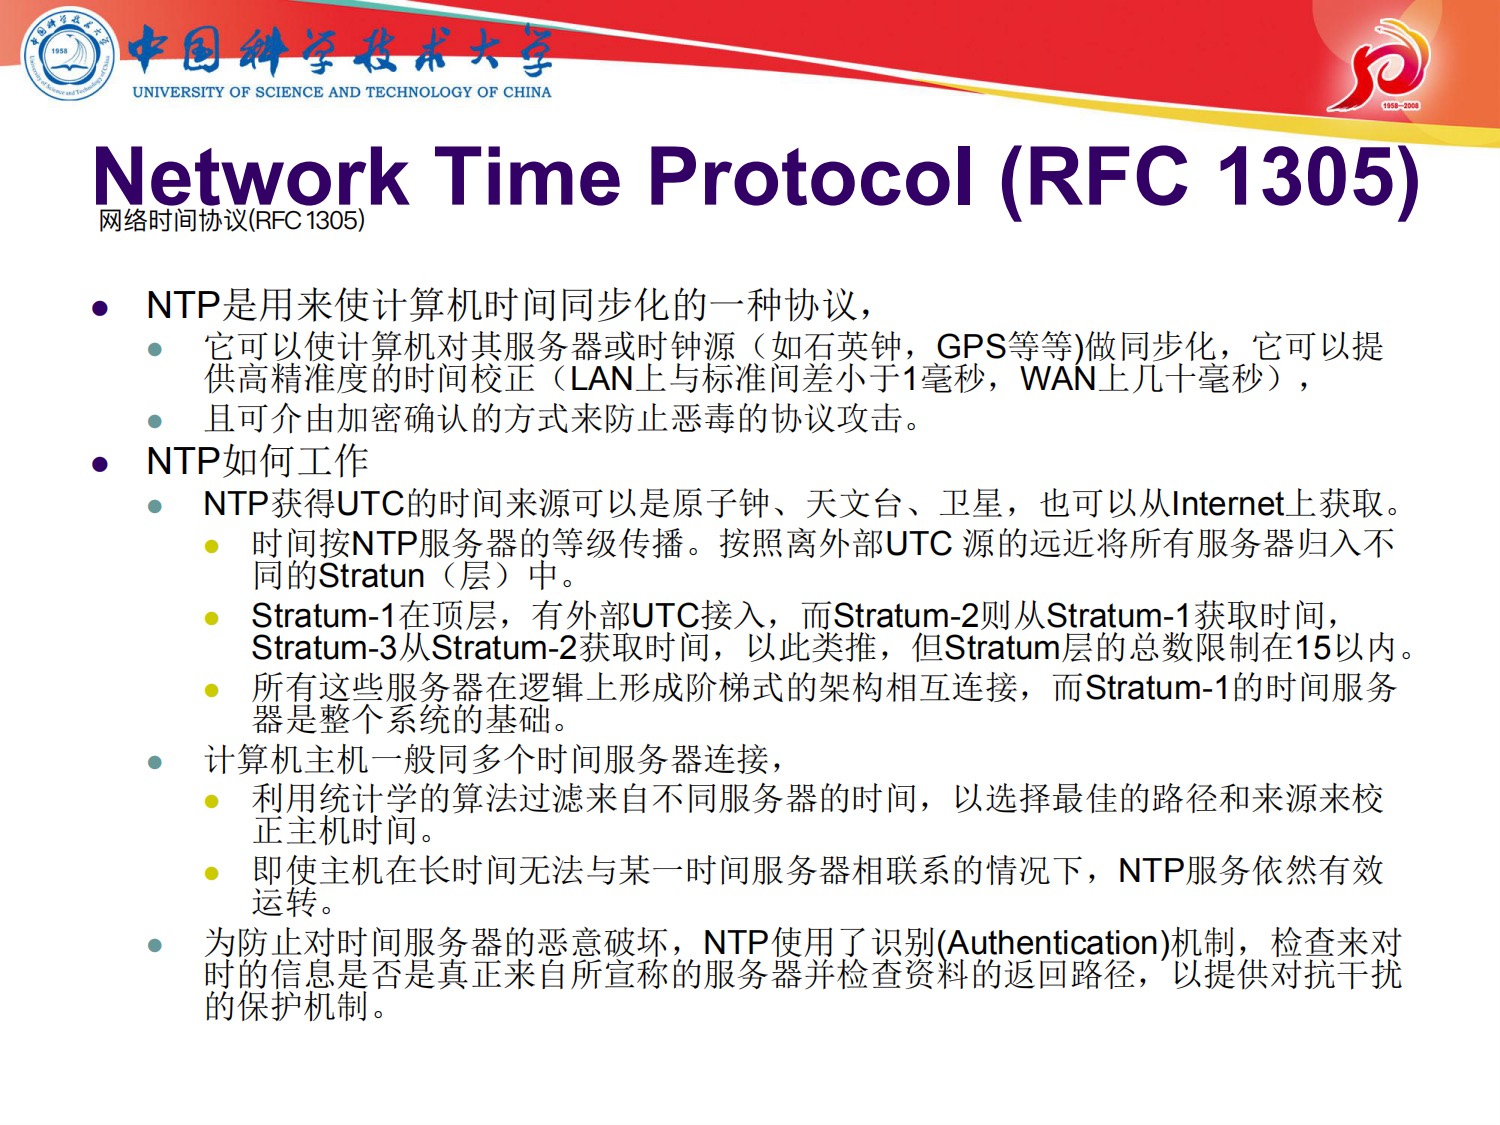 中国科学技术大学
UNIVERSITY OF SCIENCE AND TECHNOLOGY OF CHINA
1958
1958—2008
Network Time Protocol (RFC 1305)
网络时间协议(RFC 1305)
NTP是用来使计算机时间同步化的一种协议，
它可以使计算机对其服务器或时钟源（如石英钟，GPS等等)做同步化，它可以提
供高精准度的时间校正（LAN上与标准间差小于1毫秒，WAN上几十毫秒），
且可介由加密确认的方式来防止恶毒的协议攻击。
NTP如何工作
NTP获得UTC的时间来源可以是原子钟、天文台、卫星，也可以从Internet上获取。
时间按NTP服务器的等级传播。按照离外部UTC 源的远近将所有服务器归入不
同的Stratun（层）中。
Stratum-1在顶层，有外部UTC接入，而Stratum-2则从Stratum-1获取时间，
Stratum-3从Stratum-2获取时间，以此类推，但Stratum层的总数限制在15以内。
所有这些服务器在逻辑上形成阶梯式的架构相互连接，而Stratum-1的时间服务
器是整个系统的基础。
计算机主机一般同多个时间服务器连接，
利用统计学的算法过滤来自不同服务器的时间，以选择最佳的路径和来源来校
正主机时间。
即使主机在长时间无法与某一时间服务器相联系的情况下，NTP服务依然有效
运转。
为防止对时间服务器的恶意破坏，NTP使用了识别(Authentication)机制，检查来对
时的信息是否是真正来自所宣称的服务器并检查资料的返回路径，以提供对抗干扰
的保护机制。